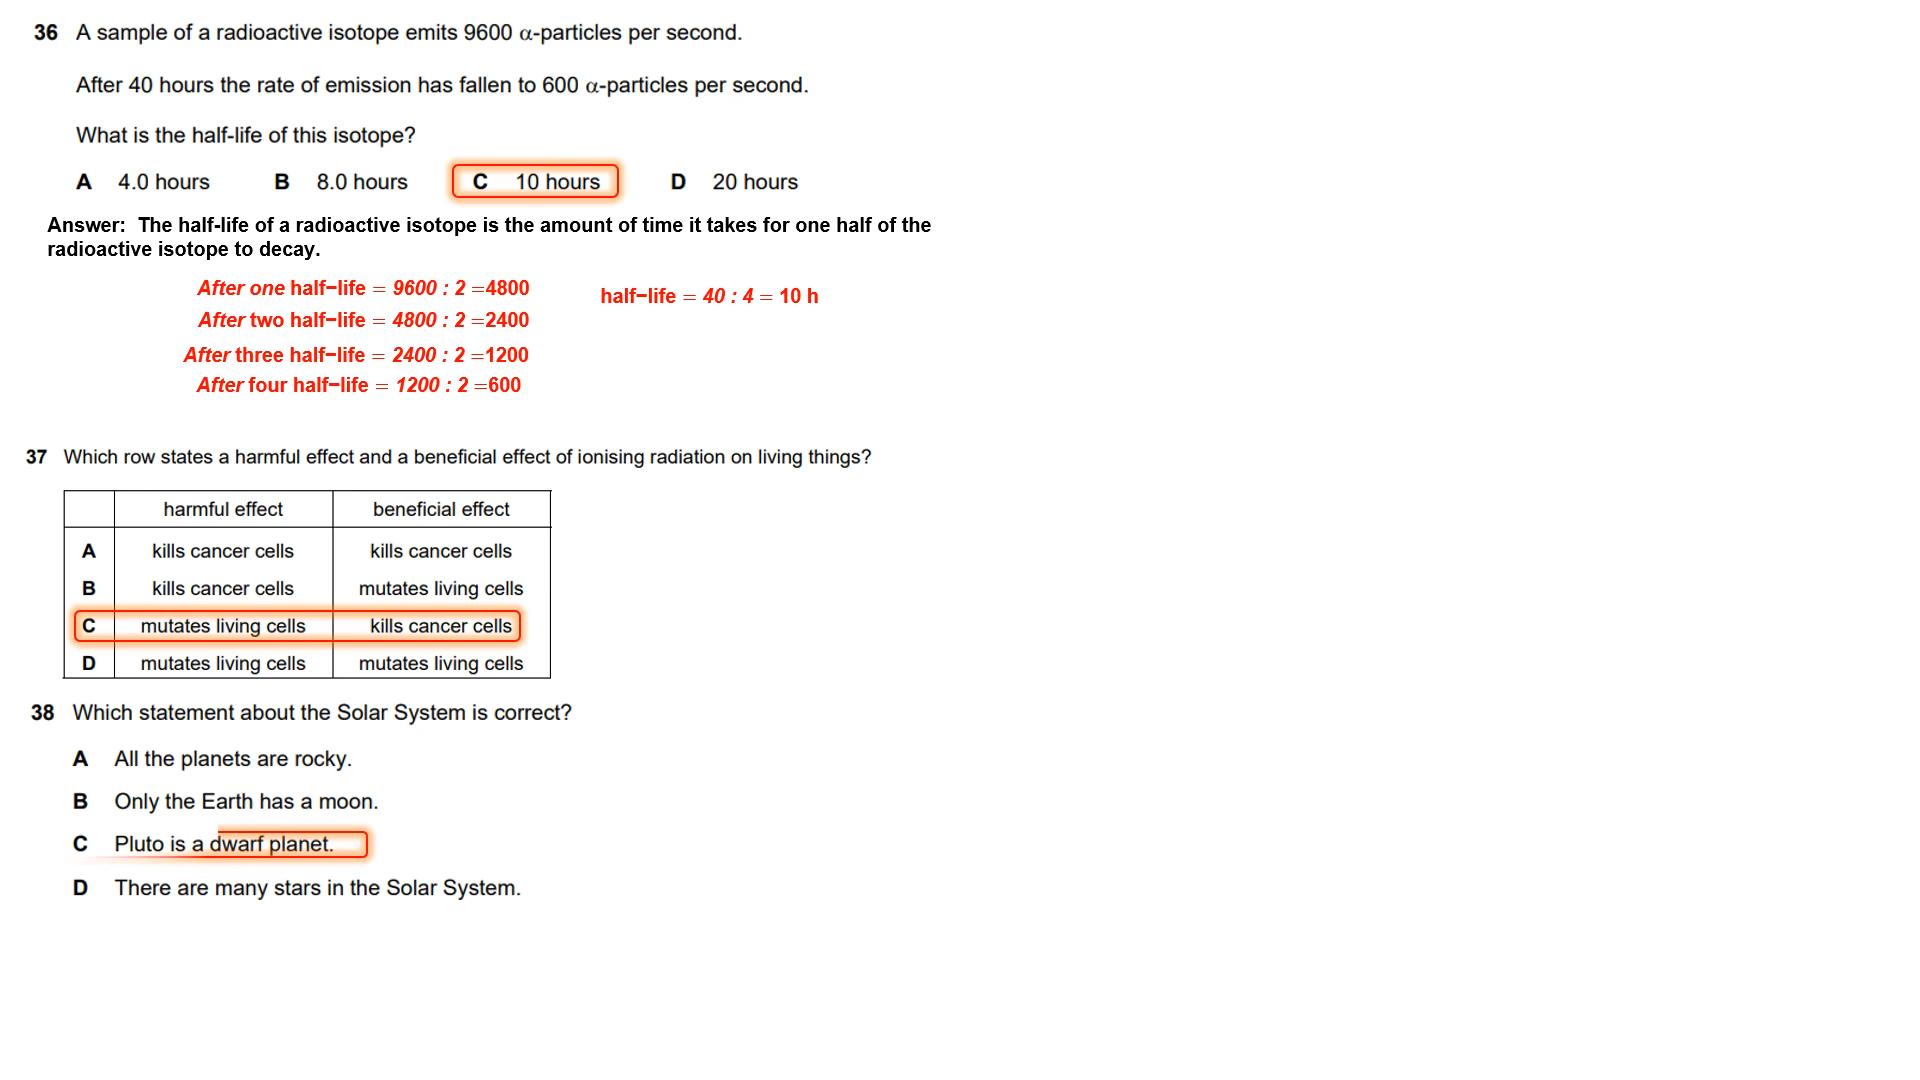 36 A sample of a radioactive isotope emits 9600 α-particles per second.
After 40 hours the rate of emission has fallen to 600 α-particles per second.
What is the half-life of this isotope?
A 4.0 hours B 8.0 hours C 10 hours D 20 hours
Answer: The half-life of a radioactive isotope is the amount of time it takes for one half of the
radioactive isotope to decay.
After one half−life = 9600 : 2 =4800
half−life = 40 : 4 = 10 h
After two half−life = 4800 : 2 =2400
After three half−life = 2400 : 2 =1200
After four half−life = 1200 : 2 =600
37 Which row states a harmful effect and a beneficial effect of ionising radiation on living things?
harmful effect beneficial effect
A kills cancer cells kills cancer cells
B kills cancer cells mutates living cells
C mutates living cells kills cancer cells
D mutates living cells mutates living cells
38 Which statement about the Solar System is correct?
A All the planets are rocky.
B Only the Earth has a moon.
C Pluto is a dwarf planet.
D There are many stars in the Solar System.